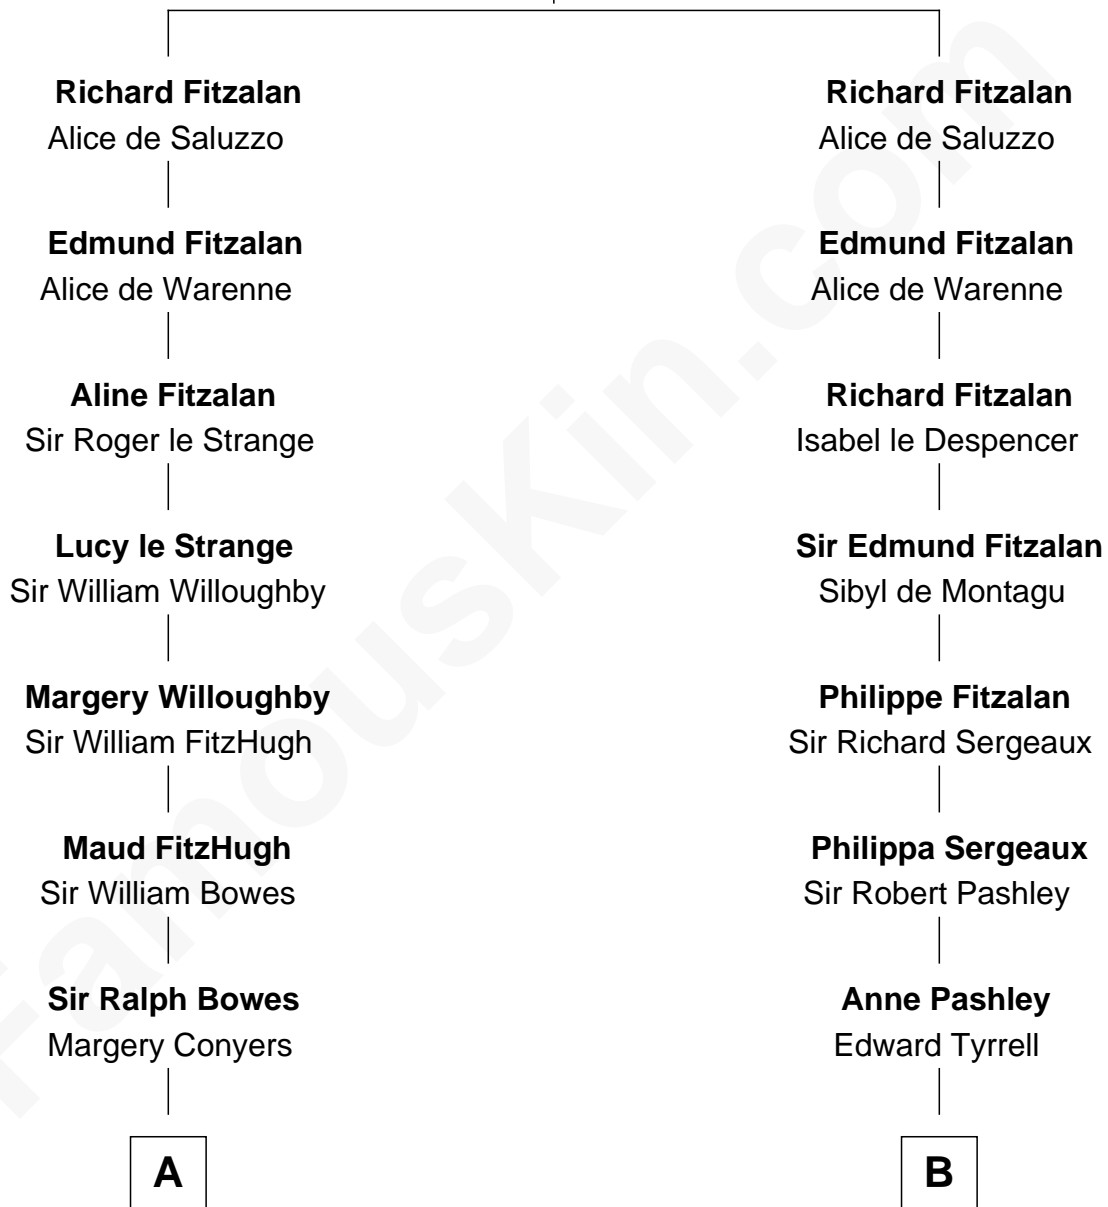 Richard Fitzalan
Alice de Saluzzo
Edmund Fitzalan
Alice de Warenne
Aline Fitzalan
Sir Roger le Strange
Lucy le Strange
Sir William Willoughby
Margery Willoughby
Sir William FitzHugh
Maud FitzHugh
Sir William Bowes
Sir Ralph Bowes
Margery Conyers
A
Richard Fitzalan
Alice de Saluzzo
Edmund Fitzalan
Alice de Warenne
Richard Fitzalan
Isabel le Despencer
Sir Edmund Fitzalan
Sibyl de Montagu
Philippe Fitzalan
Sir Richard Sergeaux
Philippa Sergeaux
Sir Robert Pashley
Anne Pashley
Edward Tyrrell
B
FamousKin.com